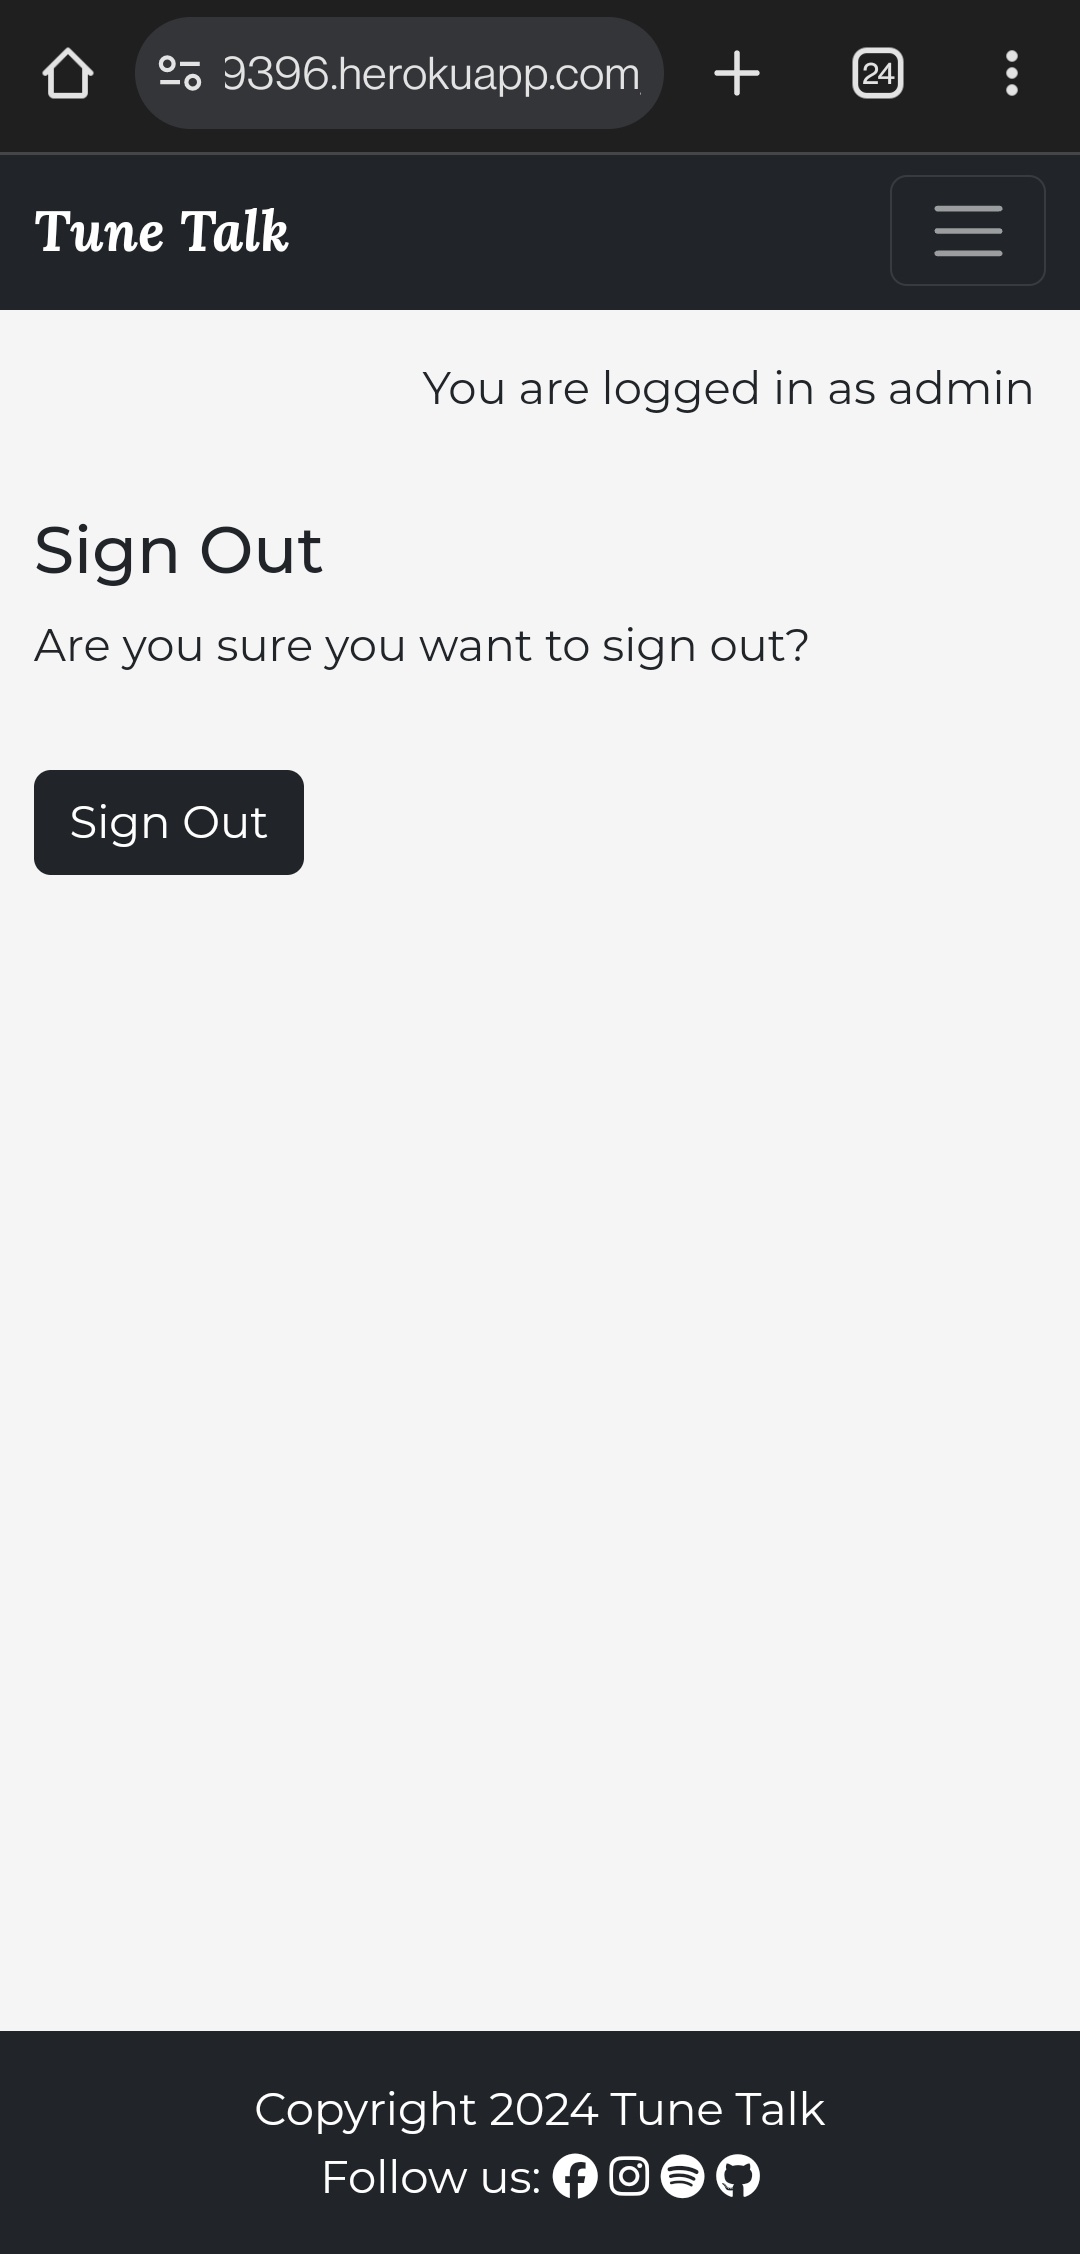 9396.herokuapp.com
24
Tune Talk
You are logged in as admin
Sign Out
Are you sure you want to sign out?
Sign Out
Copyright 2024 Tune Talk
Follow us: